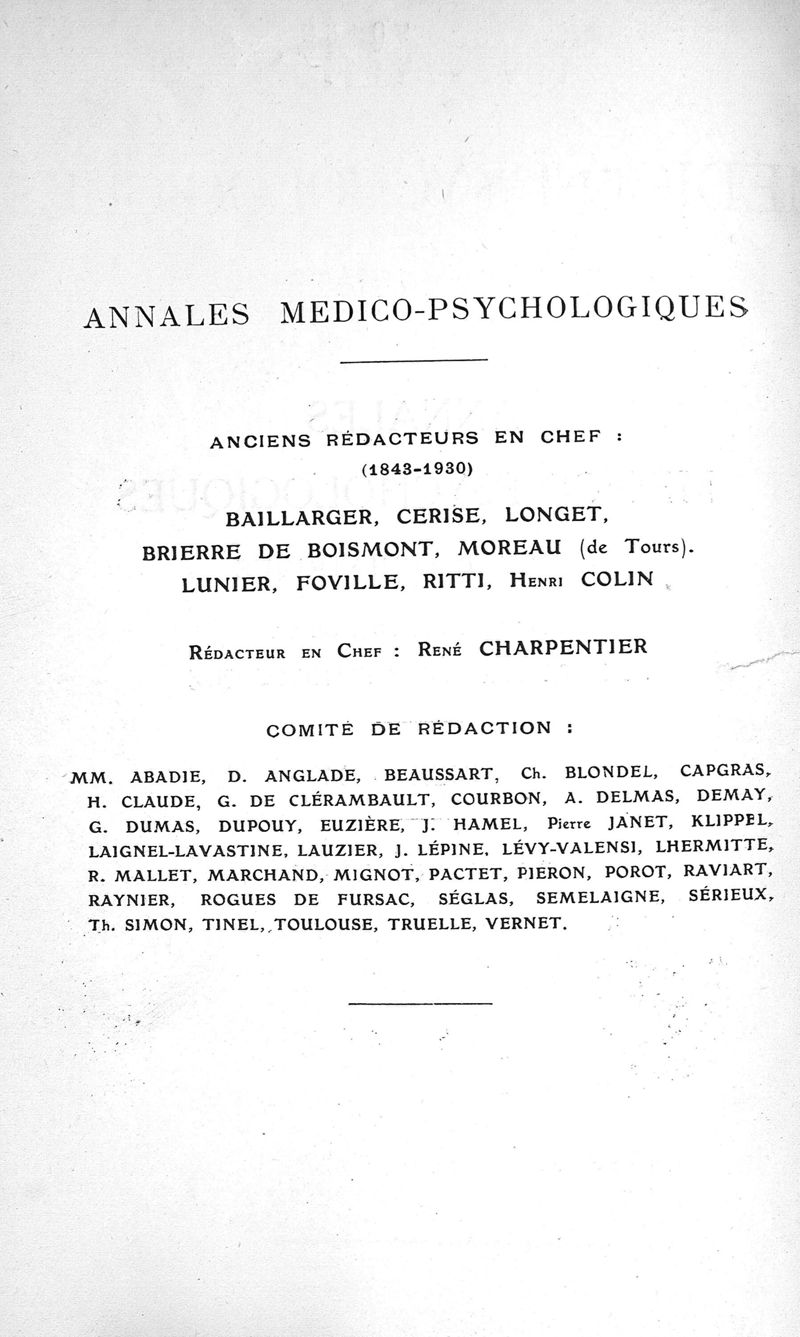 ANNALES MEDICO-PSYCHOLOGIQUES
ANCIENS RÉDACTEURS EN CHEF :
(1843-1930)
BAILLARGER, CERISE, LONGET,
BRIERRE DE BOISMONT, MOREAU (de Tours).
LUNIER, FOVILLE, RITTI, HENRI COLIN
RÉDACTEUR EN CHEF : RENÉ CHARPENTIER
COMITÉ DE RÉDACTION :
MM. ABADIE, D. ANGLADE, BEAUSSART, Ch. BLONDEL, CAPGRAS,
H. CLAUDE, G. DE CLÉRAMBAULT, COURBON, A. DELMAS, DEMAY,
G. DUMAS, DUPOUY, EUZIÈRE, J. HAMEL, Pierre JANET, KLIPPEL,
LAIGNEL-LAVASTINE, LAUZIER, J. LÉPINE, LÉVY-VALENSI, LHERMITTE,
R. MALLET, MARCHAND, MIGNOT, PACTET, PIERON, POROT, RAVIART,
RAYNIER, ROGUES DE FURSAC, SÉGLAS, SEMELAIGNE, SÉRIEUX,
Th. SIMON, TINEL, TOULOUSE, TRUELLE, VERNET.